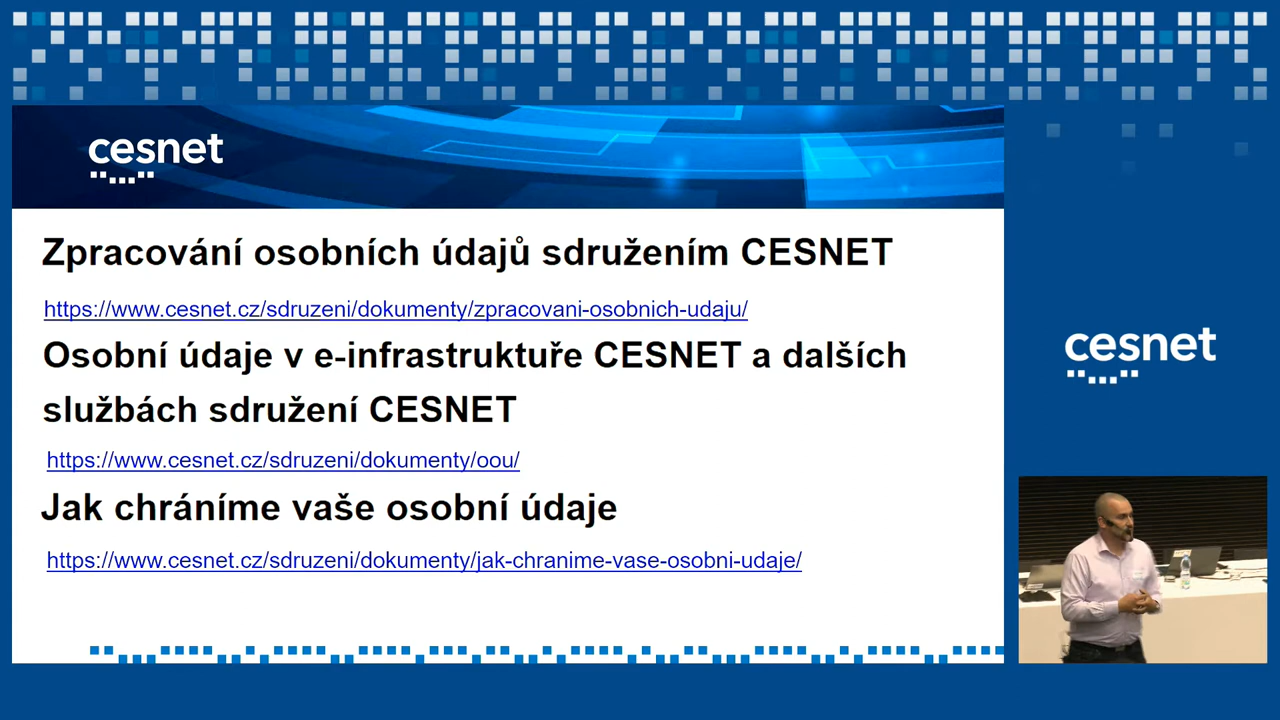 cesnet
Zpracování osobních údajů sdružením CESNET
https://www.cesnet.cz/sdruzeni/dokumenty/zpracovani-osobnich-udaju/
Osobní údaje v e-infrastruktuře CESNET a dalších
službách sdružení CESNET
https://www.cesnet.cz/sdruzeni/dokumenty/oou/
Jak chráníme vaše osobní údaje
https://www.cesnet.cz/sdruzeni/dokumenty/jak-chranime-vase-osobni-udaje/
cesnet